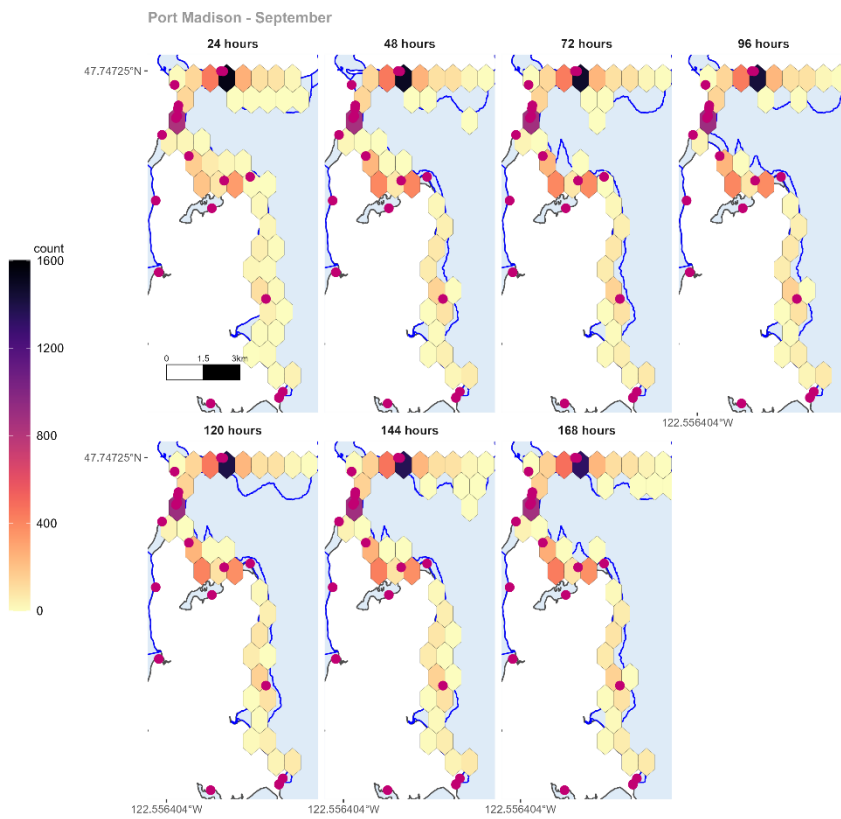 Port Madison - September
24 hours
48 hours
72 hours
96 hours
47.74725°N
count
1600
1200
800
400
0
0
1.5
3km
122.556404°W
120 hours
144 hours
168 hours
47.74725°N
122.556404°W
122.556404°W
122.556404°W